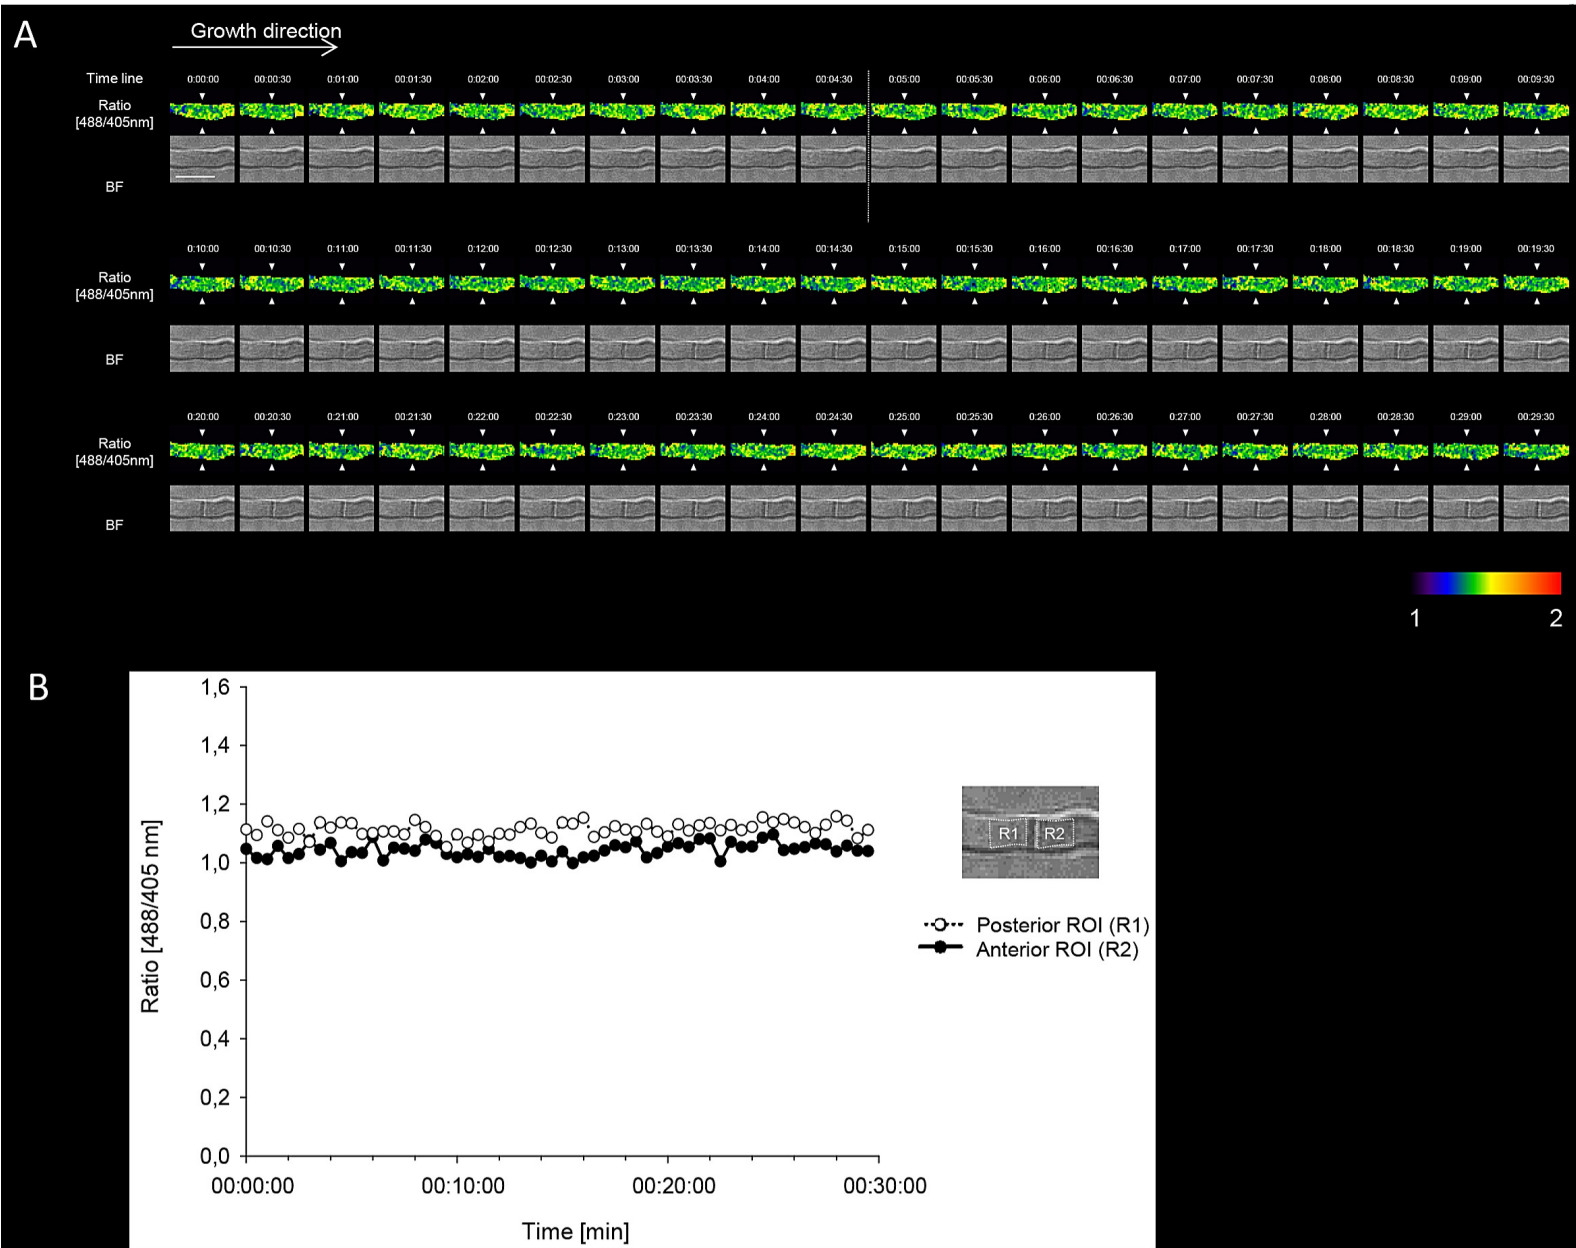 A
Growth direction
Time line 0:00:00 00:00:30 0:01:00 00:01:30 0:02:00 00:02:30 0:03:00 00:03:30 0:04:00 00:04:30 0:05:00 00:05:30 0:06:00 00:06:30 0:07:00 00:07:30 0:08:00 00:08:30 0:09:00 00:09:30
Ratio
[488/405nm]
BF
0:10:00 00:10:30 0:11:00 00:11:30 0:12:00 00:12:30 0:13:00 00:13:30 0:14:00 00:14:30 0:15:00 00:15:30 0:16:00 00:16:30 0:17:00 00:17:30 0:18:00 00:18:30 0:19:00 00:19:30
Ratio
[488/405nm]
BF
0:20:00 00:20:30 0:21:00 00:21:30 0:22:00 00:22:30 0:23:00 00:23:30 0:24:00 00:24:30 0:25:00 00:25:30 0:26:00 00:26:30 0:27:00 00:27:30 0:28:00 00:28:30 0:29:00 00:29:30
Ratio
[488/405nm]
BF
1 2
B
1,6
1,4
1,2
1,0
0,8
0,6
0,4
0,2
0,0
Ratio [488/405 nm]
00:00:00 00:10:00 00:20:00 00:30:00
Time [min]
R1 R2
Posterior ROI (R1)
Anterior ROI (R2)